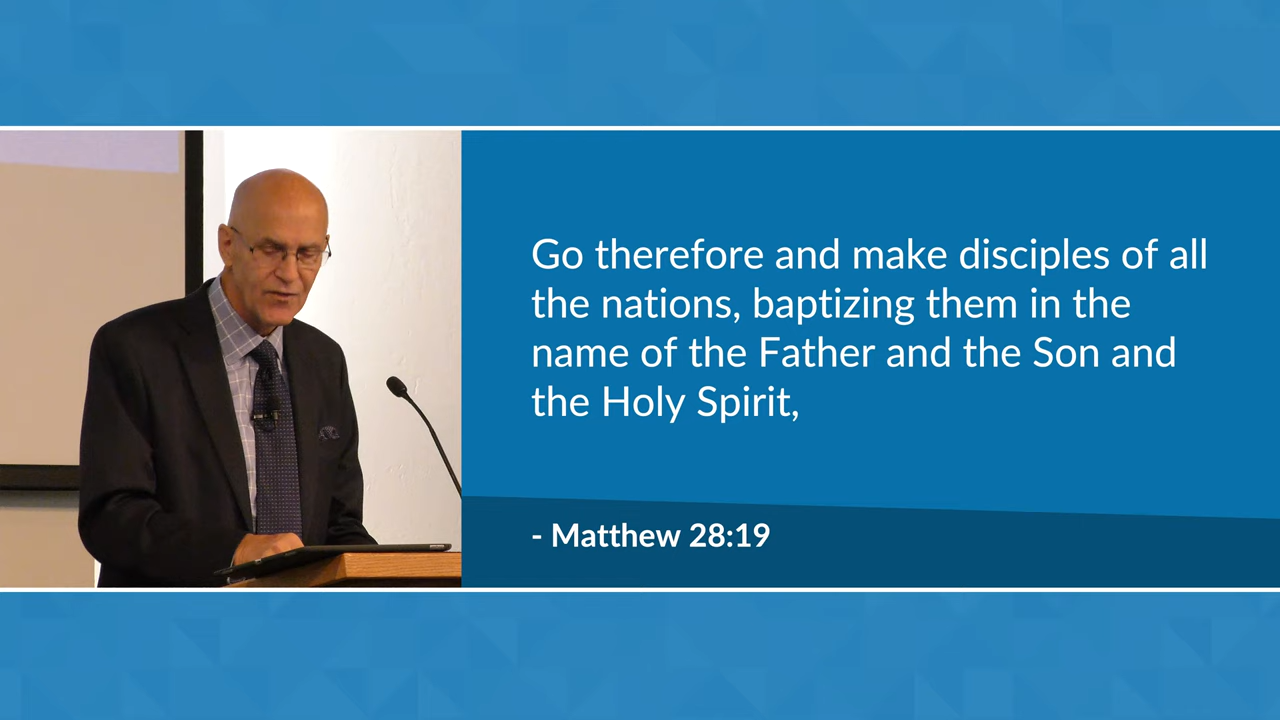 Go therefore and make disciples of all
the nations, baptizing them in the
name of the Father and the Son and
the Holy Spirit,
- Matthew 28:19